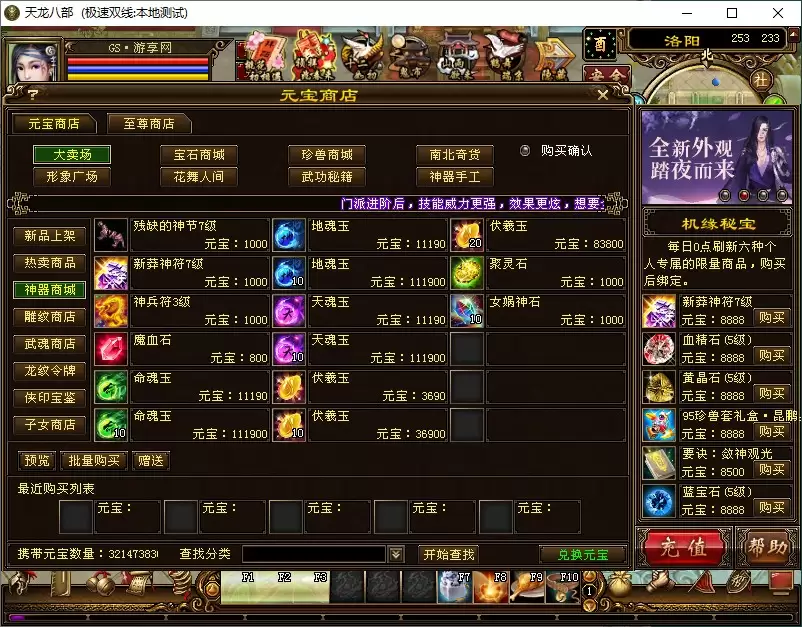 天龙八部 (极速双线:本地测试)
GS·游享网
酉
洛阳
253 233
北
社
安全
?
元宝商店
元宝商店
至尊商店
大卖场
宝石商城
珍兽商城
南北奇货
购买确认
形象广场
花舞人间
武功秘籍
神器手工
门派进阶后，技能威力更强，效果更炫，想要
新品上架
热卖商品
神器商城
雕纹商店
武魂商店
龙纹令牌
侠印宝鉴
子女商店
残缺的神节7级
元宝：1000
地魂玉
元宝：11190
20
伏羲玉
元宝：83800
新莽神符7级
元宝：1000
10
地魂玉
元宝：111900
聚灵石
元宝：1000
神兵符3级
元宝：1000
天魂玉
元宝：11190
10
女娲神石
元宝：1000
魔血石
元宝：800
10
天魂玉
元宝：111900
命魂玉
元宝：11190
伏羲玉
元宝：3690
10
命魂玉
元宝：111900
10
伏羲玉
元宝：36900
预览
批量购买
赠送
最近购买列表
元宝：
元宝：
元宝：
元宝：
元宝：
携带元宝数量：
查找分类
开始查找
兑换元宝
全新外观
踏夜而来
机缘秘宝
每日0点刷新六种个
人专属的限量商品，购买
后绑定。
新莽神符7级
元宝：8888
购买
血精石(5级)
元宝：8888
购买
黄晶石(5级)
元宝：8888
购买
95珍兽套礼盒·昆鹏
元宝：8888
购买
要诀：敛神观光
元宝：8500
购买
蓝宝石(5级)
元宝：8888
购买
充值
帮助
F1
F2
F3
F7
F8
F9
F10
1